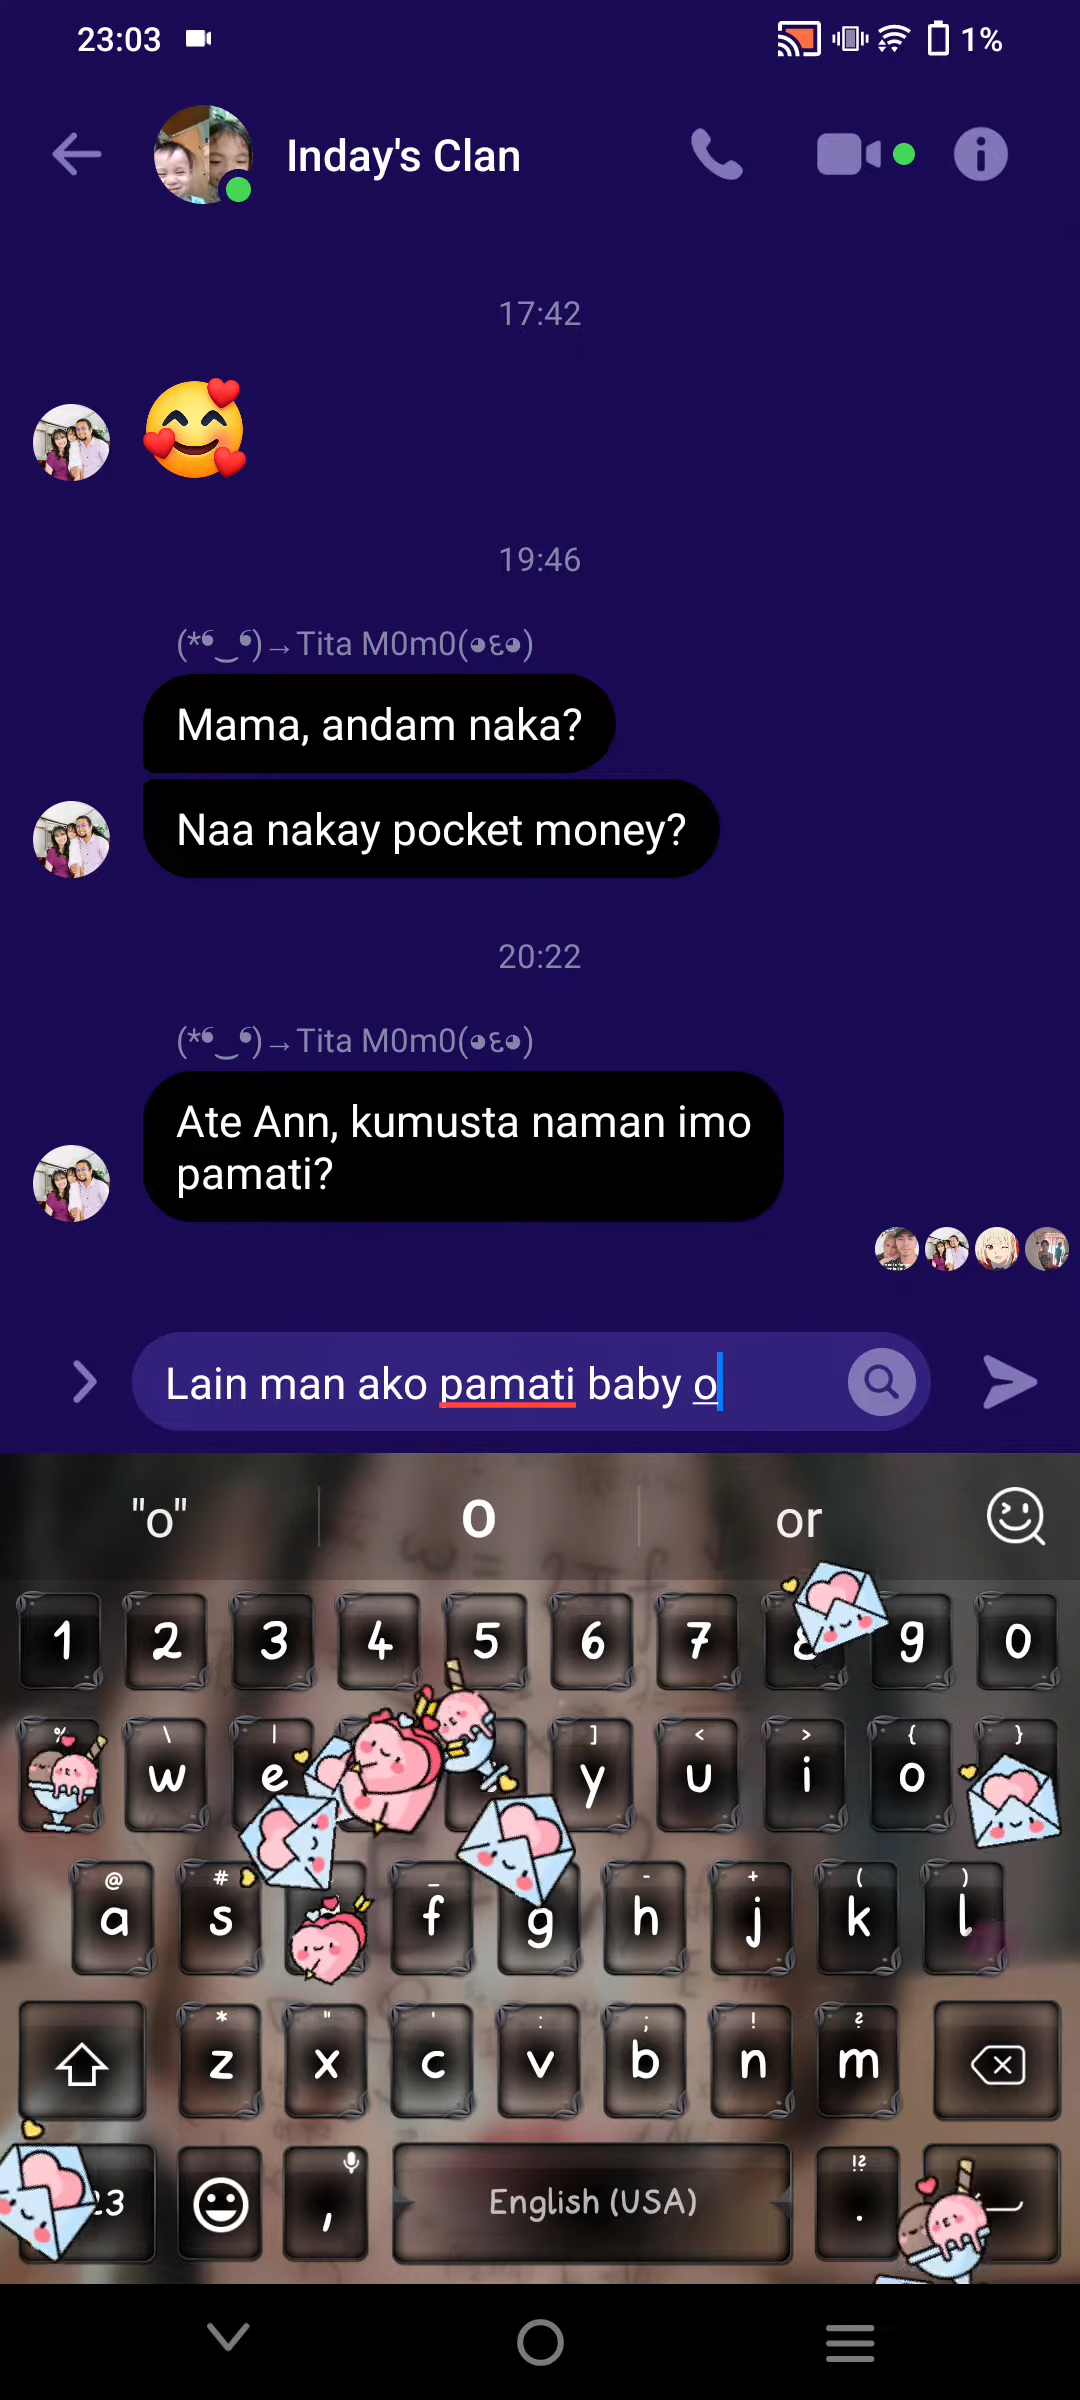 23:03
1%
Inday's Clan
17:42
19:46
Tita M0m0
Mama, andam naka?
Naa nakay pocket money?
20:22
Tita M0m0
Ate Ann, kumusta naman imo
pamati?
Lain man ako pamati baby o
"o" O or
1 2 3 4 5 6 7 8 9 0
% \ | ] < > { }
w e y u i o
@ # _ - + ( )
a s f g h j k l
* " ' : ; ! ?
z x c v b n m
!?
23 , English (USA) .